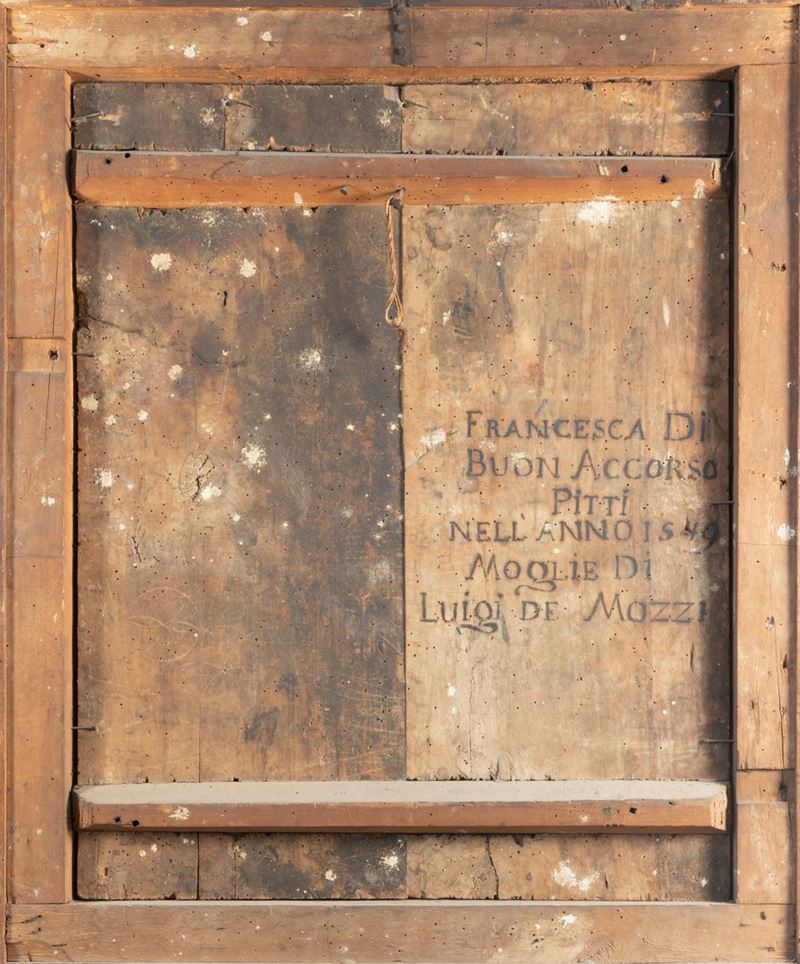 FRANCESCA Di
BUON ACCORSO
PITTi
NELL'ANNO 1549
MOGLIE Di
LuiGi DE MOZZI